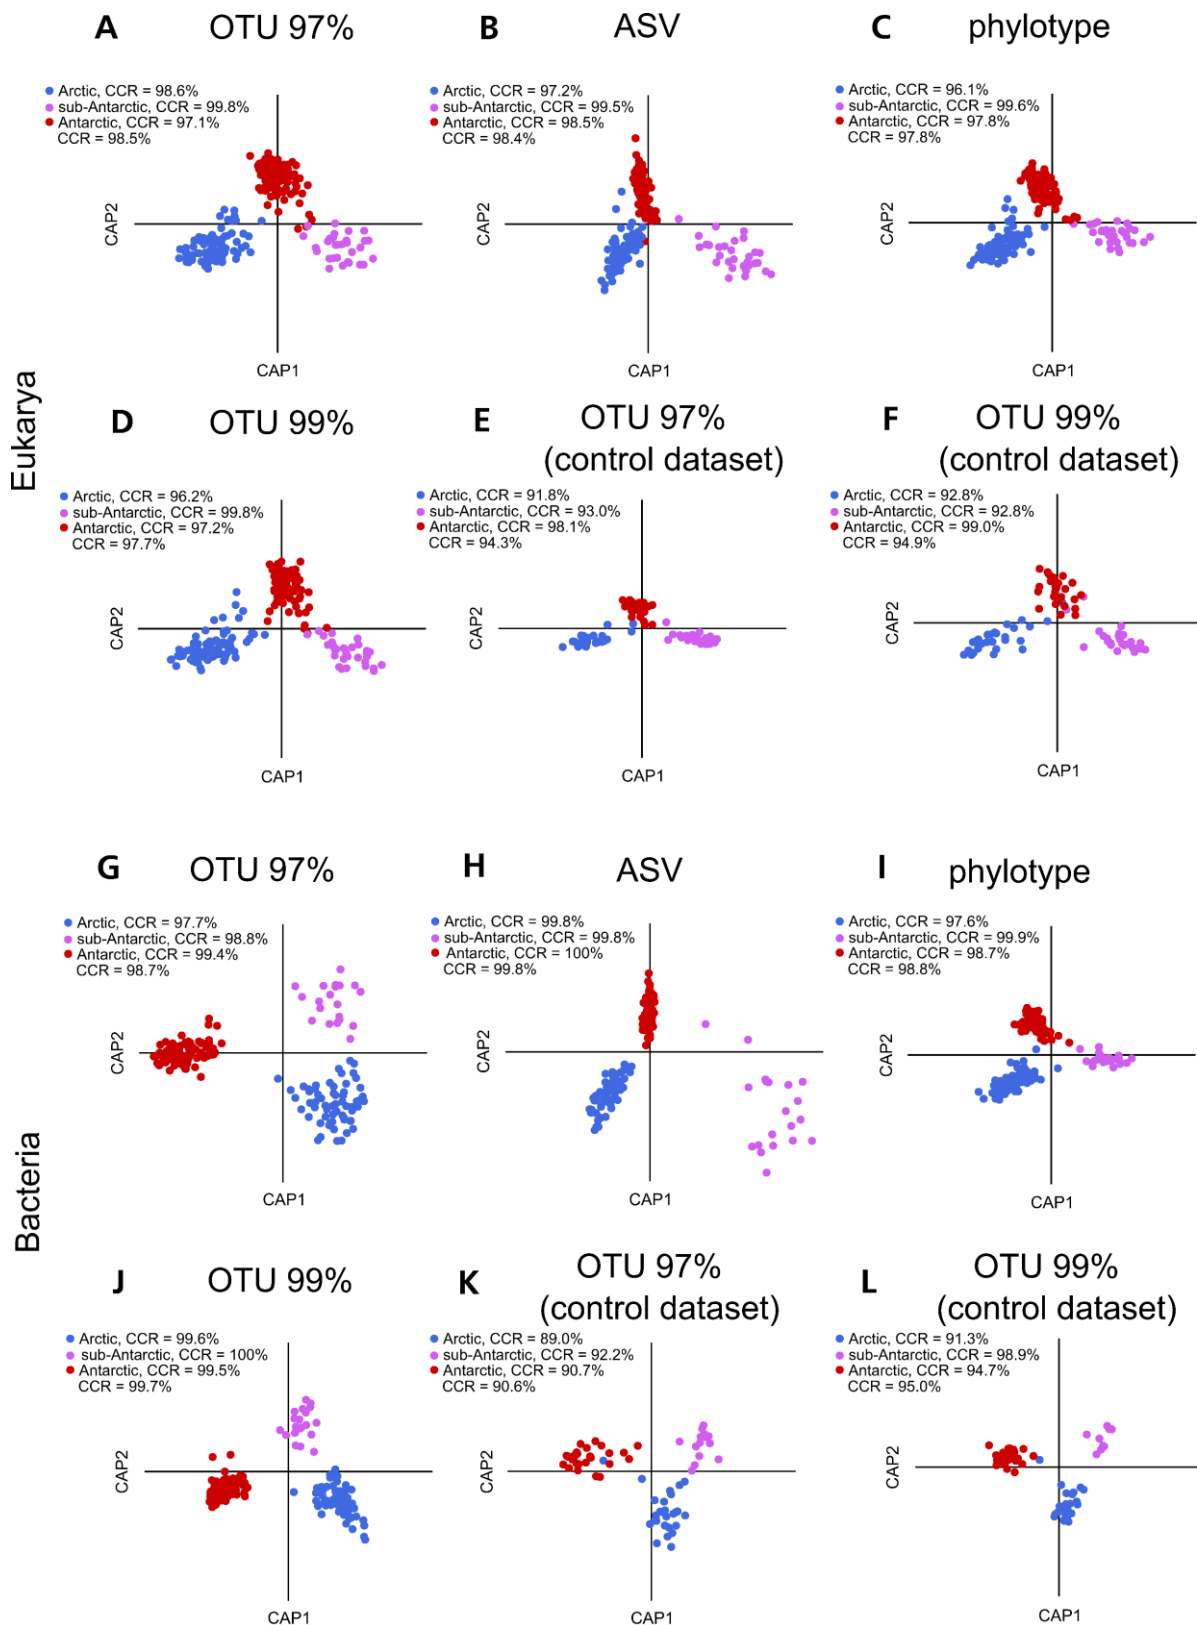 A
OTU 97%
Arctic, CCR = 98.6%
sub-Antarctic, CCR = 99.8%
Antarctic, CCR = 97.1%
CCR = 98.5%
CAP2
CAP1
B
ASV
Arctic, CCR = 97.2%
sub-Antarctic, CCR = 99.5%
Antarctic, CCR = 98.5%
CCR = 98.4%
CAP2
CAP1
C
phylotype
Arctic, CCR = 96.1%
sub-Antarctic, CCR = 99.6%
Antarctic, CCR = 97.8%
CCR = 97.8%
CAP2
CAP1
Eukarya
D
OTU 99%
Arctic, CCR = 96.2%
sub-Antarctic, CCR = 99.8%
Antarctic, CCR = 97.2%
CCR = 97.7%
CAP2
CAP1
E
OTU 97%
(control dataset)
Arctic, CCR = 91.8%
sub-Antarctic, CCR = 93.0%
Antarctic, CCR = 98.1%
CCR = 94.3%
CAP2
CAP1
F
OTU 99%
(control dataset)
Arctic, CCR = 92.8%
sub-Antarctic, CCR = 92.8%
Antarctic, CCR = 99.0%
CCR = 94.9%
CAP2
CAP1
G
OTU 97%
Arctic, CCR = 97.7%
sub-Antarctic, CCR = 98.8%
Antarctic, CCR = 99.4%
CCR = 98.7%
CAP2
CAP1
H
ASV
Arctic, CCR = 99.8%
sub-Antarctic, CCR = 99.8%
Antarctic, CCR = 100%
CCR = 99.8%
CAP2
CAP1
I
phylotype
Arctic, CCR = 97.6%
sub-Antarctic, CCR = 99.9%
Antarctic, CCR = 98.7%
CCR = 98.8%
CAP2
CAP1
Bacteria
J
OTU 99%
Arctic, CCR = 99.6%
sub-Antarctic, CCR = 100%
Antarctic, CCR = 99.5%
CCR = 99.7%
CAP2
CAP1
K
OTU 97%
(control dataset)
Arctic, CCR = 89.0%
sub-Antarctic, CCR = 92.2%
Antarctic, CCR = 90.7%
CCR = 90.6%
CAP2
CAP1
L
OTU 99%
(control dataset)
Arctic, CCR = 91.3%
sub-Antarctic, CCR = 98.9%
Antarctic, CCR = 94.7%
CCR = 95.0%
CAP2
CAP1